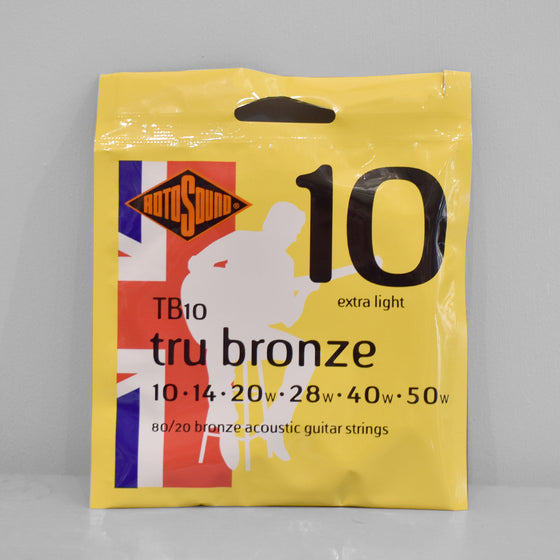 ROTOSOUND®
10
extra light
TB10
tru bronze
10·14·20w·28w·40w·50w
80/20 bronze acoustic guitar strings